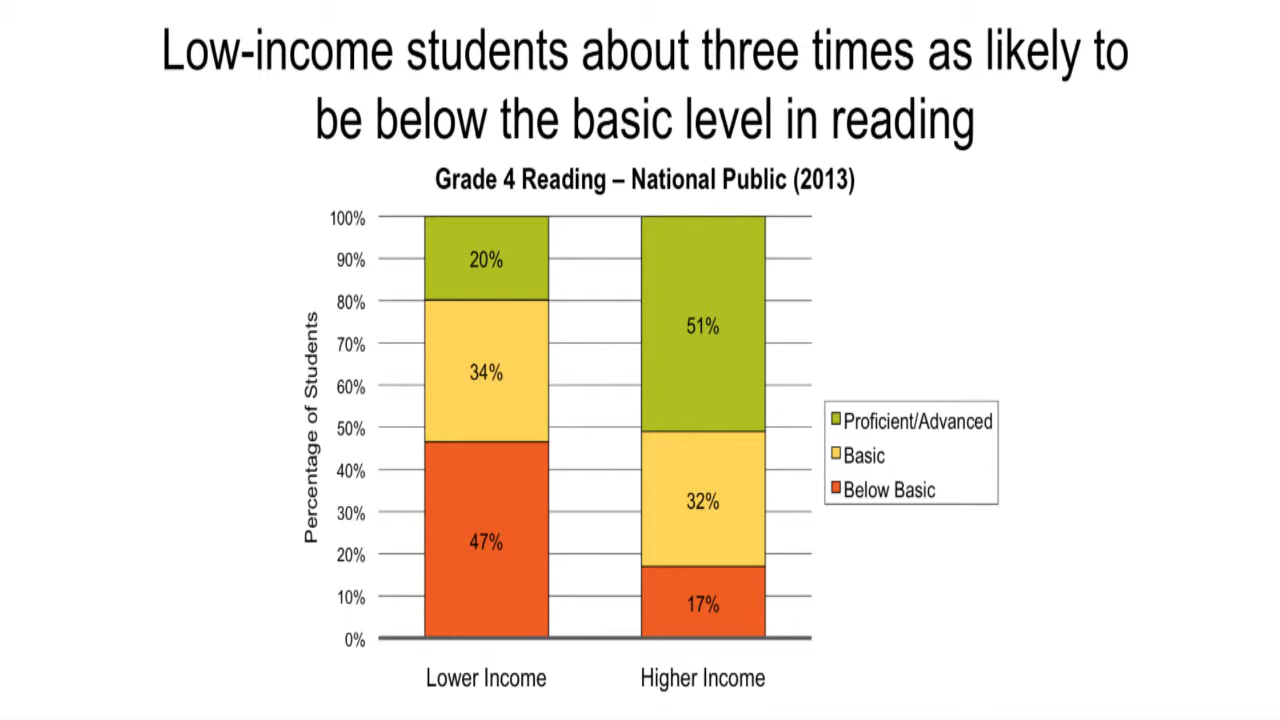 Low-income students about three times as likely to
be below the basic level in reading
Grade 4 Reading – National Public (2013)
Percentage of Students
100%
90%
80%
70%
60%
50%
40%
30%
20%
10%
0%
20%
34%
47%
51%
32%
17%
Lower Income
Higher Income
Proficient/Advanced
Basic
Below Basic